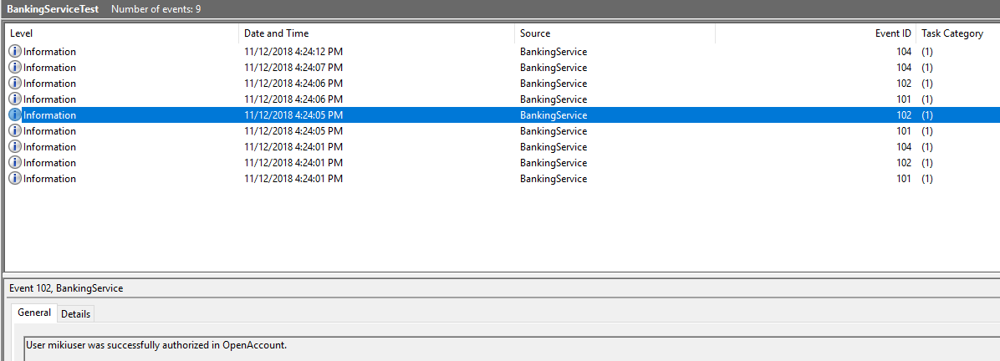 BankingServiceTest Number of events: 9
Level Date and Time Source Event ID Task Category
Information 11/12/2018 4:24:12 PM BankingService 104 (1)
Information 11/12/2018 4:24:07 PM BankingService 104 (1)
Information 11/12/2018 4:24:06 PM BankingService 102 (1)
Information 11/12/2018 4:24:06 PM BankingService 101 (1)
Information 11/12/2018 4:24:05 PM BankingService 102 (1)
Information 11/12/2018 4:24:05 PM BankingService 101 (1)
Information 11/12/2018 4:24:01 PM BankingService 104 (1)
Information 11/12/2018 4:24:01 PM BankingService 102 (1)
Information 11/12/2018 4:24:01 PM BankingService 101 (1)
Event 102, BankingService
General Details
User mikiuser was successfully authorized in OpenAccount.